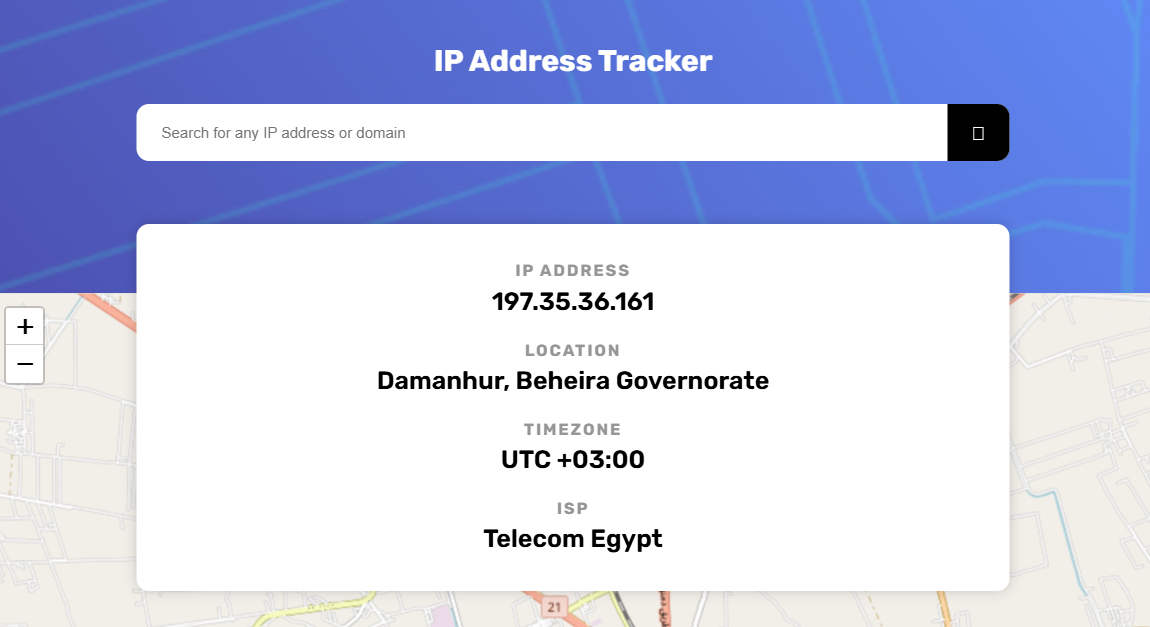 IP Address Tracker
Search for any IP address or domain
IP ADDRESS
197.35.36.161
+
−
LOCATION
Damanhur, Beheira Governorate
TIMEZONE
UTC +03:00
ISP
Telecom Egypt
21